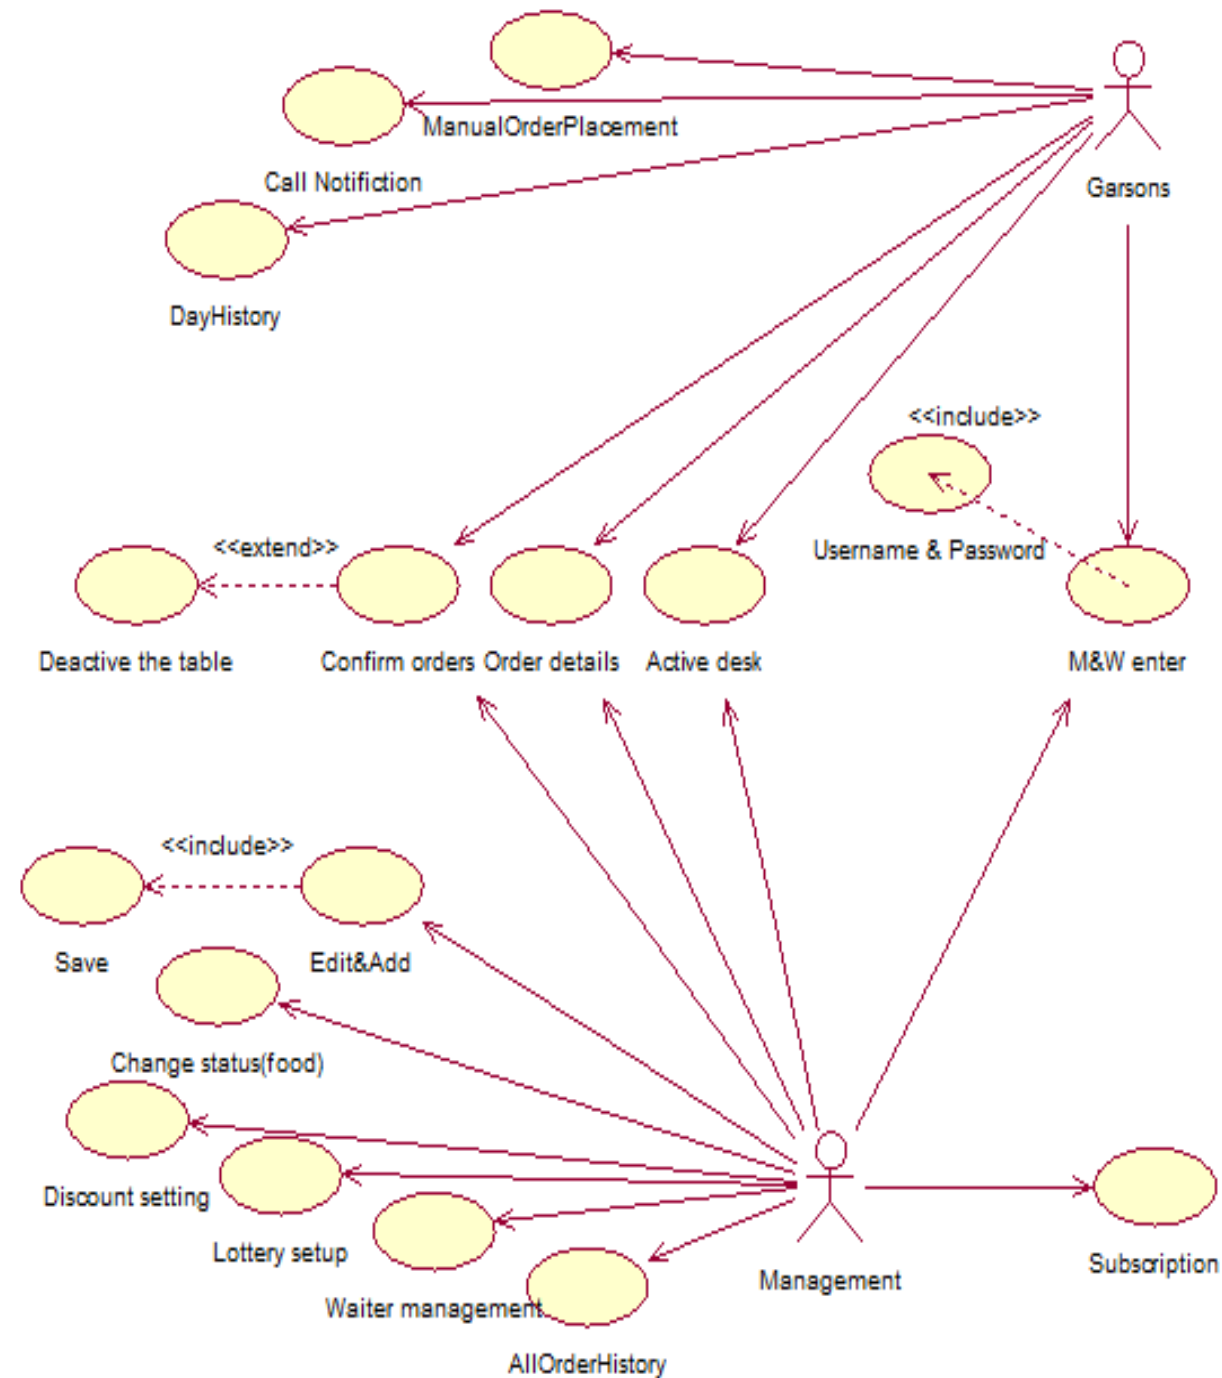 ManualOrderPlacement
Call Notifiction
Garsons
DayHistory
<<include>>
<<extend>>
Username & Password
Deactive the table
Confirm orders
Order details
Active desk
M&W enter
<<include>>
Save
Edit&Add
Change status(food)
Discount setting
Lottery setup
Waiter management
Management
Subscription
AllOrderHistory